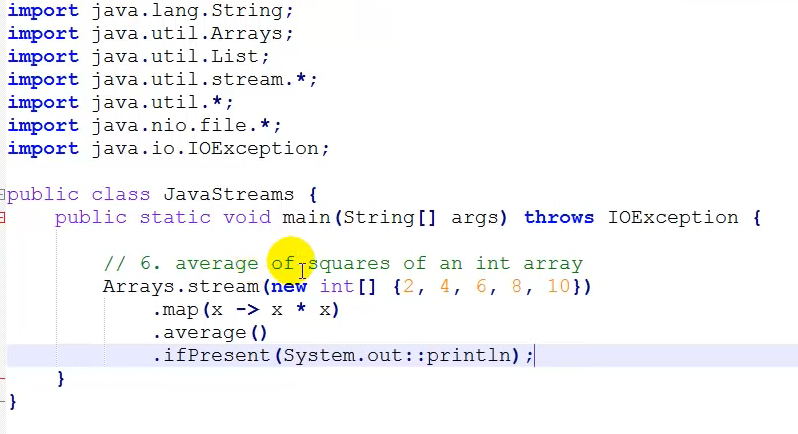 import java.lang.String;
import java.util.Arrays;
import java.util.List;
import java.util.stream.*;
import java.util.*;
import java.nio.file.*;
import java.io.IOException;
public class JavaStreams {
public static void main(String[] args) throws IOException {
// 6. average of squares of an int array
Arrays.stream(new int[] {2, 4, 6, 8, 10})
.map(x -> x * x)
.average()
.ifPresent(System.out::println);
}
}